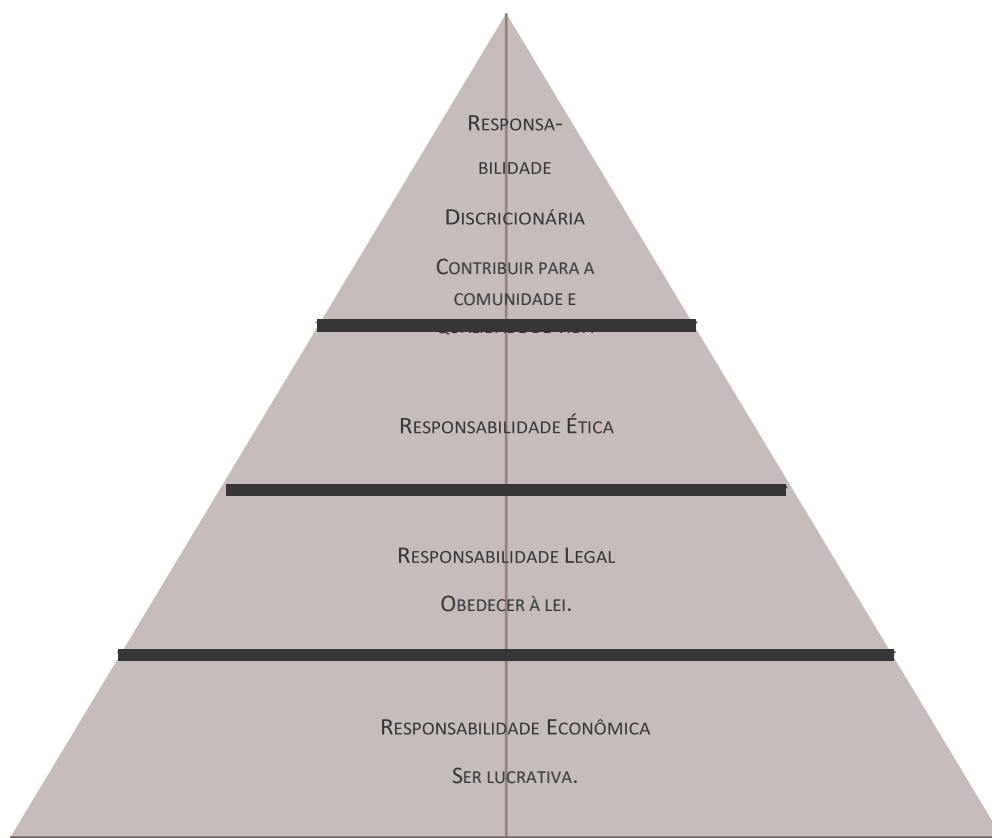 Responsa-
bilidade
Discricionária
Contribuir para a
comunidade e
Responsabilidade Ética
Responsabilidade Legal
Obedecer à lei.
Responsabilidade Econômica
Ser lucrativa.